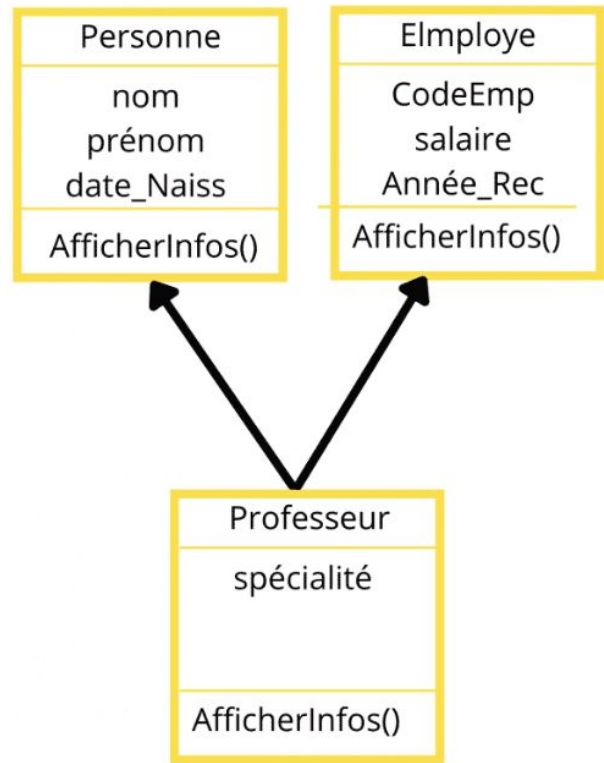 Personne
nom
prénom
date_Naiss
AfficherInfos()
Elmploye
CodeEmp
salaire
Année_Rec
AfficherInfos()
Professeur
spécialité
AfficherInfos()